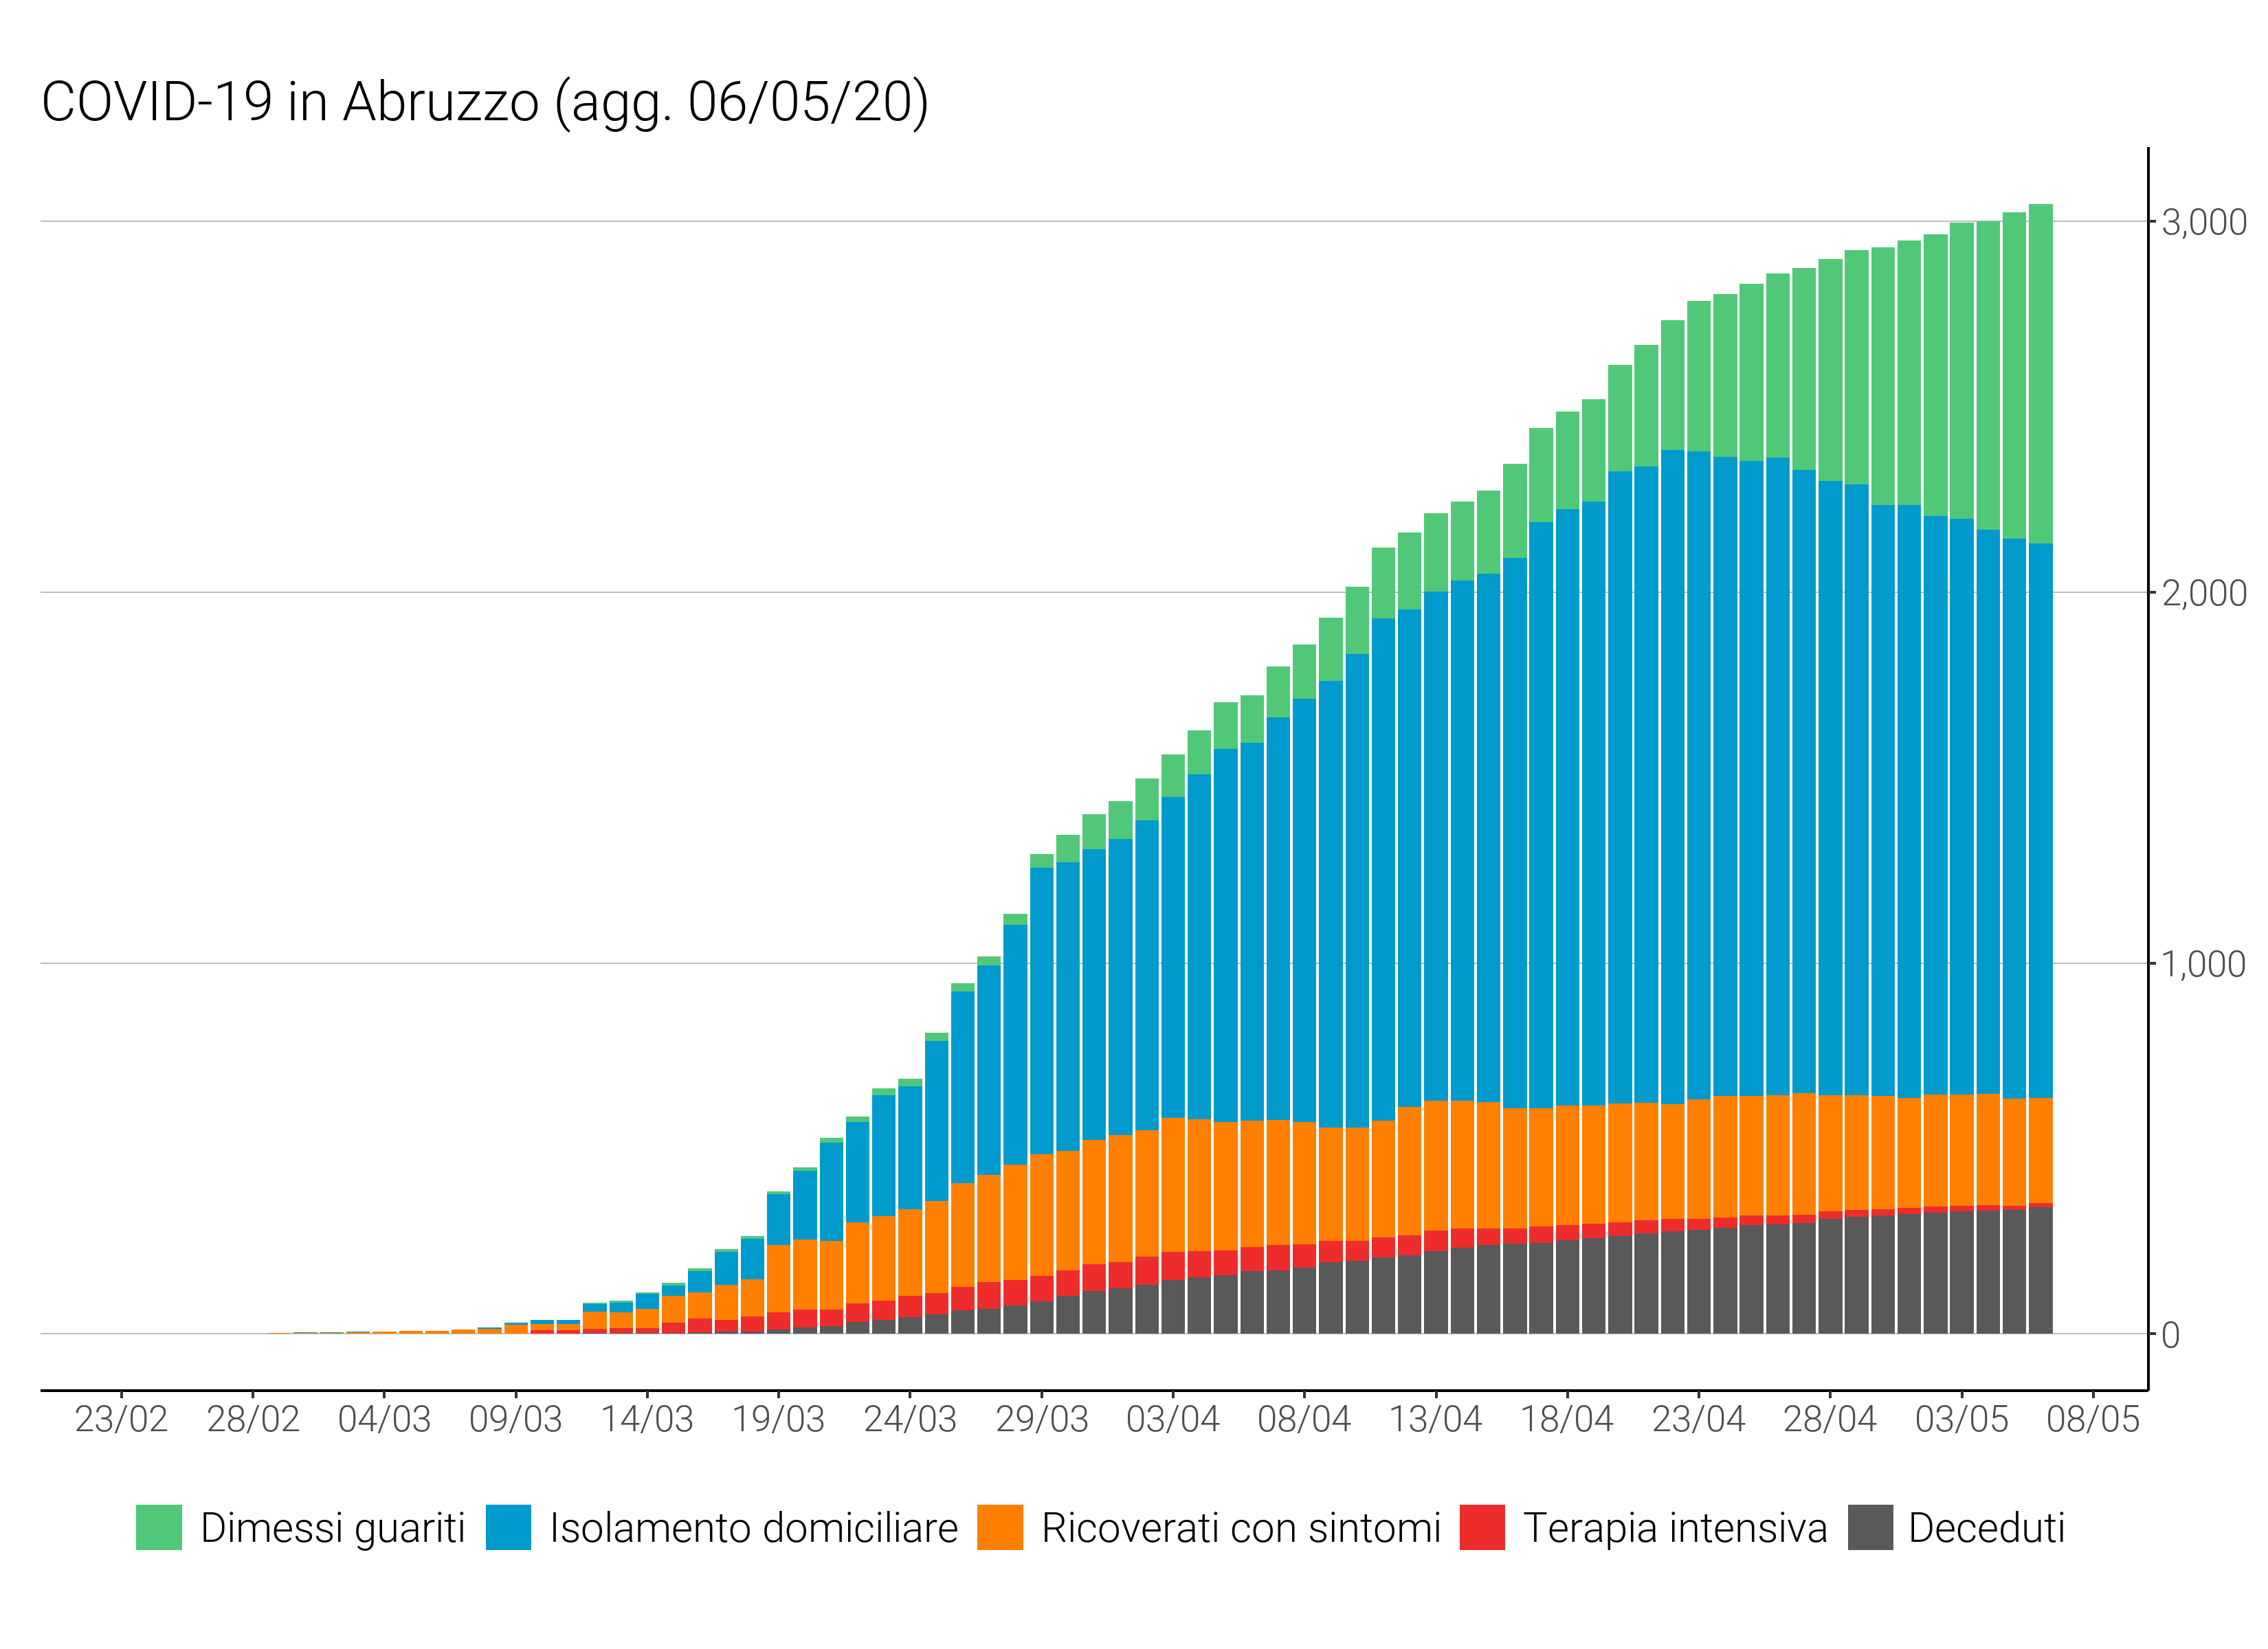 COVID-19 in Abruzzo (agg. 06/05/20)
3,000
2,000
1,000
0
23/02 28/02 04/03 09/03 14/03 19/03 24/03 29/03 03/04 08/04 13/04 18/04 23/04 28/04 03/05 08/05
Dimessi guariti Isolamento domiciliare Ricoverati con sintomi Terapia intensiva Deceduti